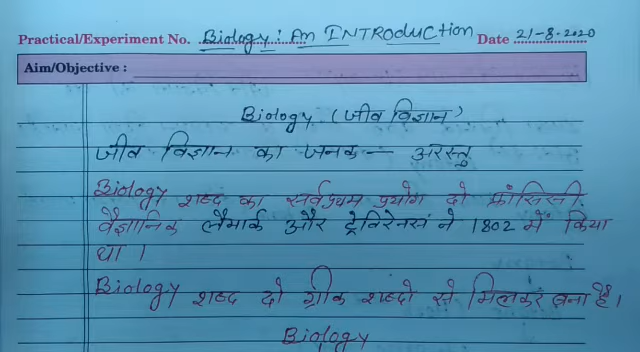 Practical/Experiment No. Biology : An INTRODUCTION Date 21-8-2020
Aim/Objective :
Biology (जीव विज्ञान)
जीव विज्ञान का जनक — अरस्तु
Biology शब्द का सर्वप्रथम प्रयोग दो फ्रांसिसी
वैज्ञानिक लैमार्क और ट्रेविरेनस ने 1802 में किया
था ।
Biology शब्द दो ग्रीक शब्दो से मिलकर बना है।
Biology